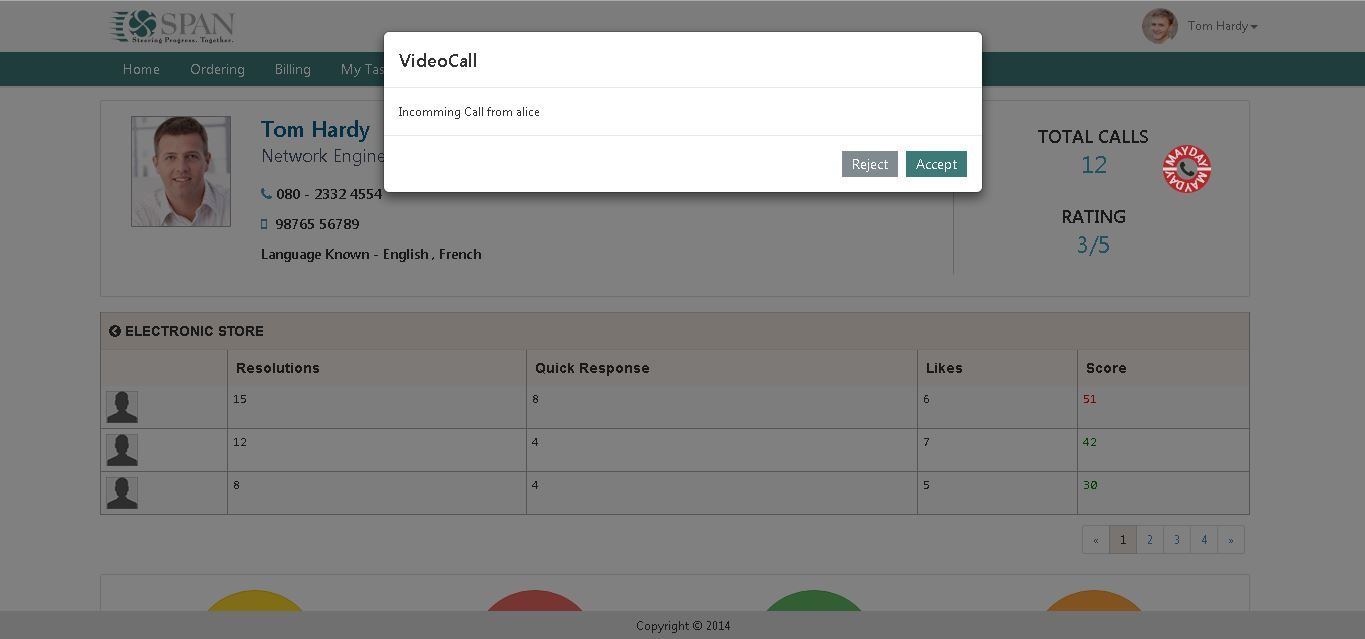 SPAN
Steering Progress. Together.
Tom Hardy
Home Ordering Billing My Tas
VideoCall
Incomming Call from alice
Reject Accept
Tom Hardy
Network Engine
080 - 2332 4554
98765 56789
Language Known - English , French
TOTAL CALLS
12
MAYDAY
MAYDAY
RATING
3/5
ELECTRONIC STORE
Resolutions Quick Response Likes Score
15 8 6 51
12 4 7 42
8 4 5 30
« 1 2 3 4 »
Copyright © 2014